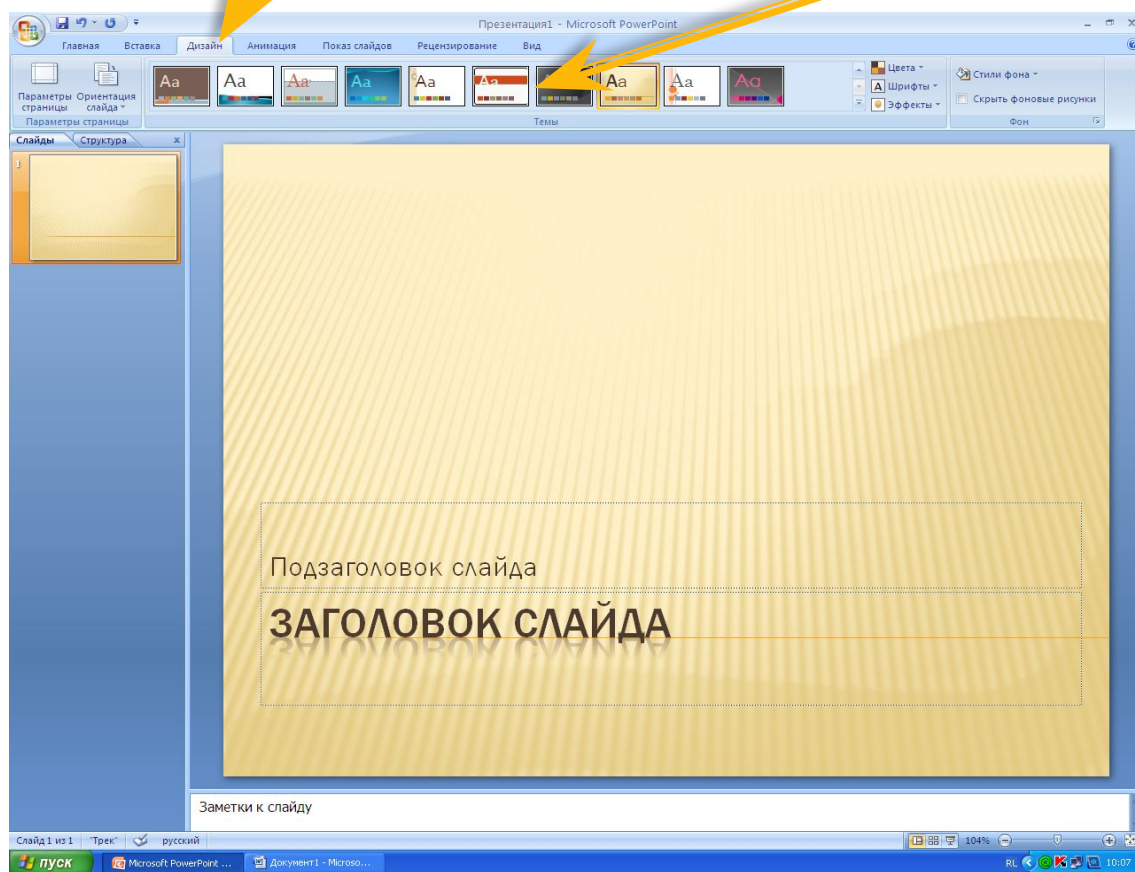 Презентация1 - Microsoft PowerPoint
Главная Вставка Дизайн Анимация Показ слайдов Рецензирование Вид
Aa Aa Aa Aa Aa Aa Aa Aa Aa
Параметры страницы
Ориентация слайда
Цвета
Шрифты
Эффекты
Стили фона
Скрыть фоновые рисунки
Параметры страницы Темы Фон
Слайды Структура x
1
Подзаголовок слайда
ЗАГОЛОВОК СЛАЙДА
Заметки к слайду
Слайд 1 из 1 "Трек" русский 104%
пуск Microsoft PowerPoint ... Документ1 - Microso... RL 10:07